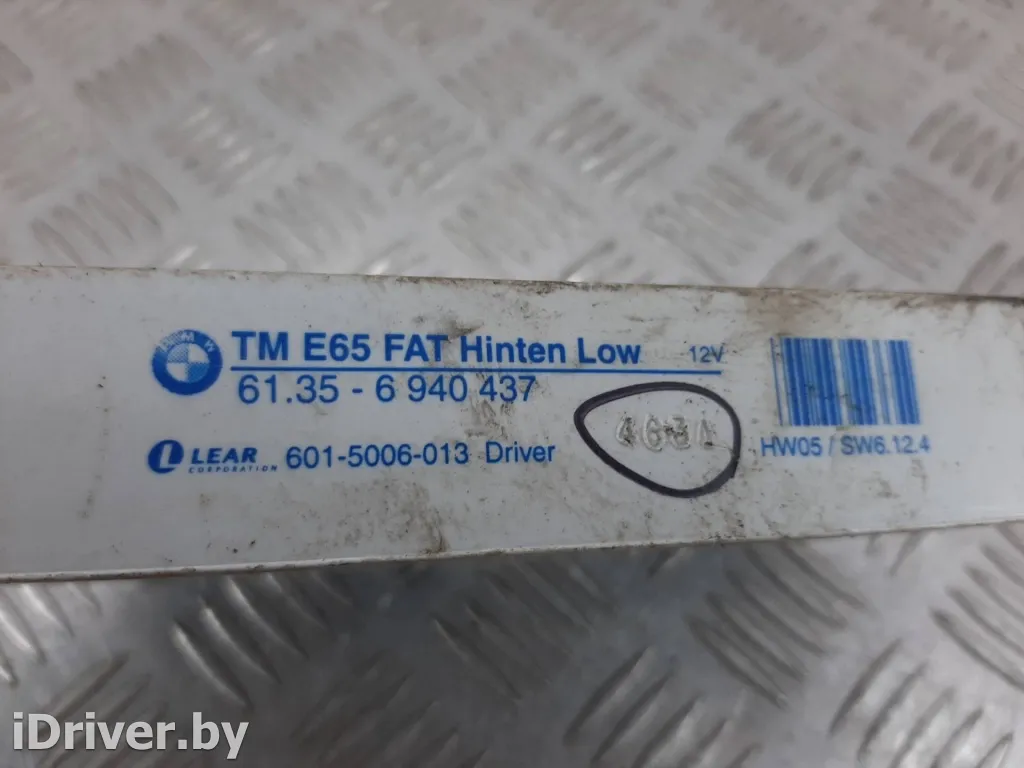 BMW
TM E65 FAT Hinten Low 12V
61.35 - 6 940 437
LEAR
CORPORATION
601-5006-013 Driver
HW05 / SW6.12.4
iDriver.by